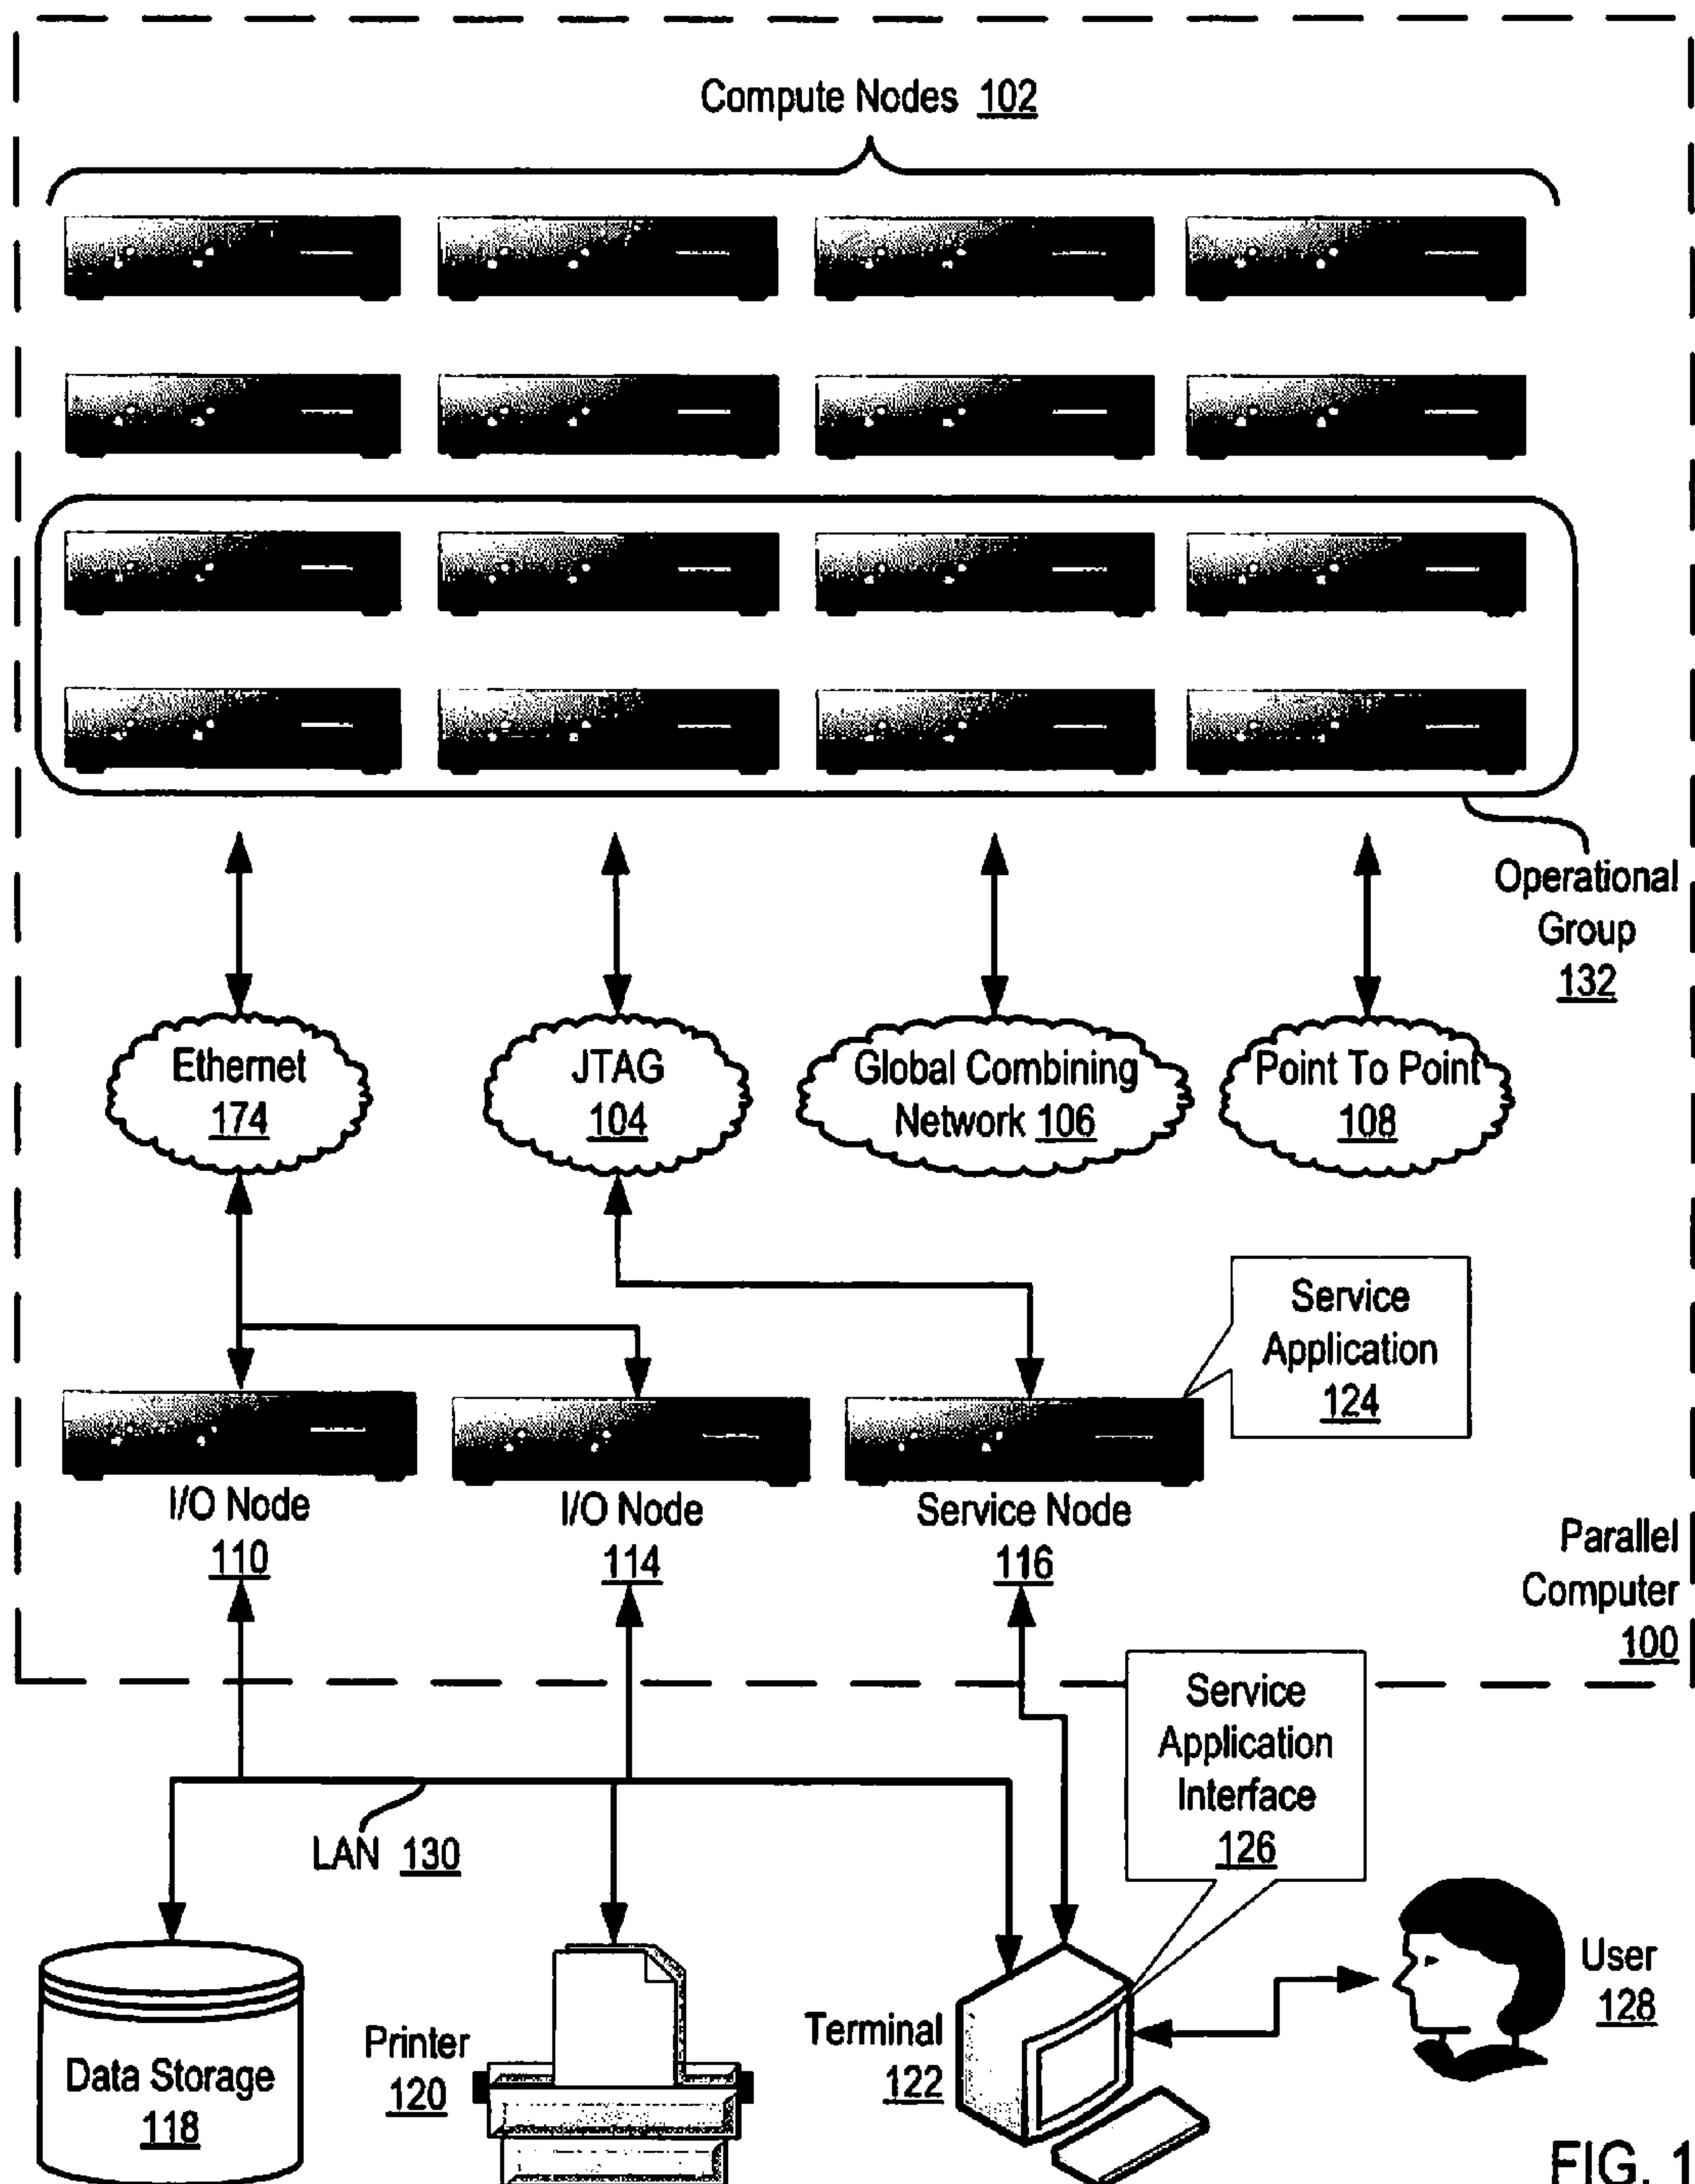 Compute Nodes 102
Operational
Group
132
Ethernet
174
JTAG
104
Global Combining
Network 106
Point To Point
108
Service
Application
124
I/O Node
110
I/O Node
114
Service Node
116
Parallel
Computer
100
Service
Application
Interface
126
LAN 130
Data Storage
118
Printer
120
Terminal
122
User
128
FIG. 1